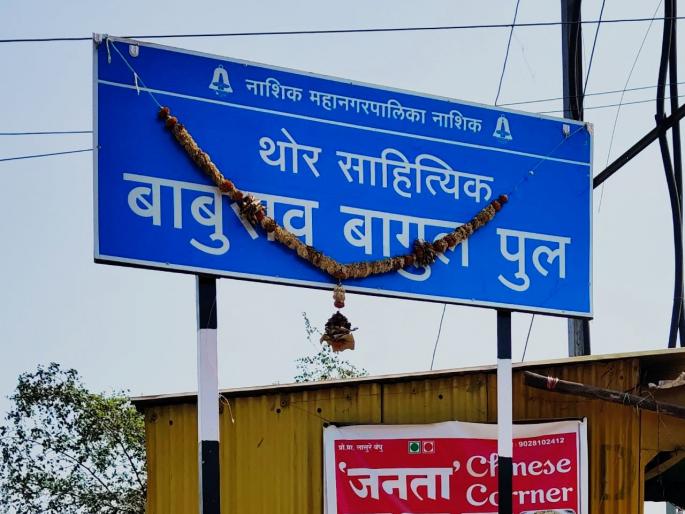 नाशिक महानगरपालिका नाशिक
थोर साहित्यिक
बाबुराव बागुल पुल
प्रो.प्रा. लासुरे बंधु
9028102412
'जनता' Chinese
Corner